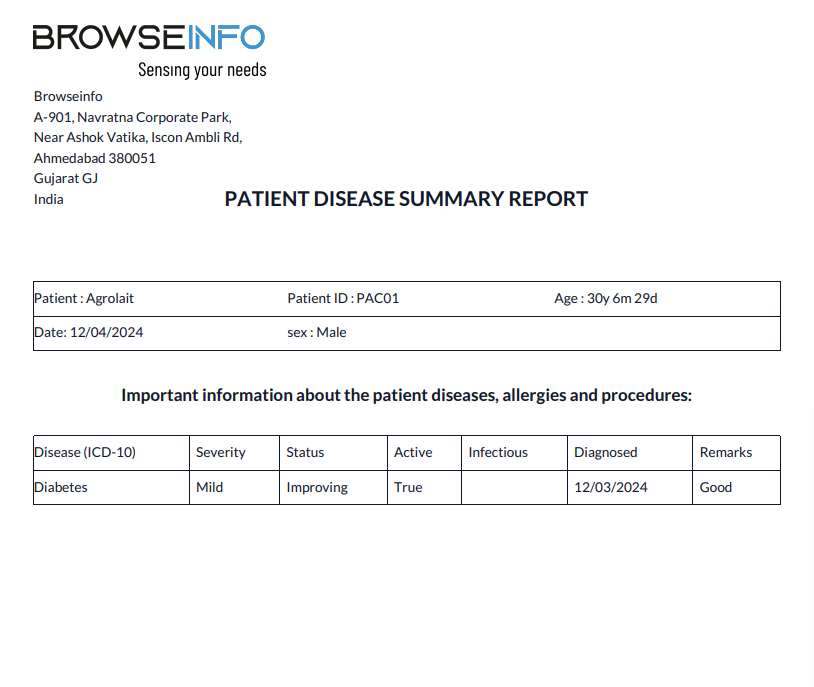 BROWSEINFO
Sensing your needs
Browseinfo
A-901, Navratna Corporate Park,
Near Ashok Vatika, Iscon Ambli Rd,
Ahmedabad 380051
Gujarat GJ
India
PATIENT DISEASE SUMMARY REPORT
Patient : Agrolait Patient ID : PAC01 Age : 30y 6m 29d
Date: 12/04/2024 sex : Male
Important information about the patient diseases, allergies and procedures:
Disease (ICD-10) Severity Status Active Infectious Diagnosed Remarks
Diabetes Mild Improving True 12/03/2024 Good